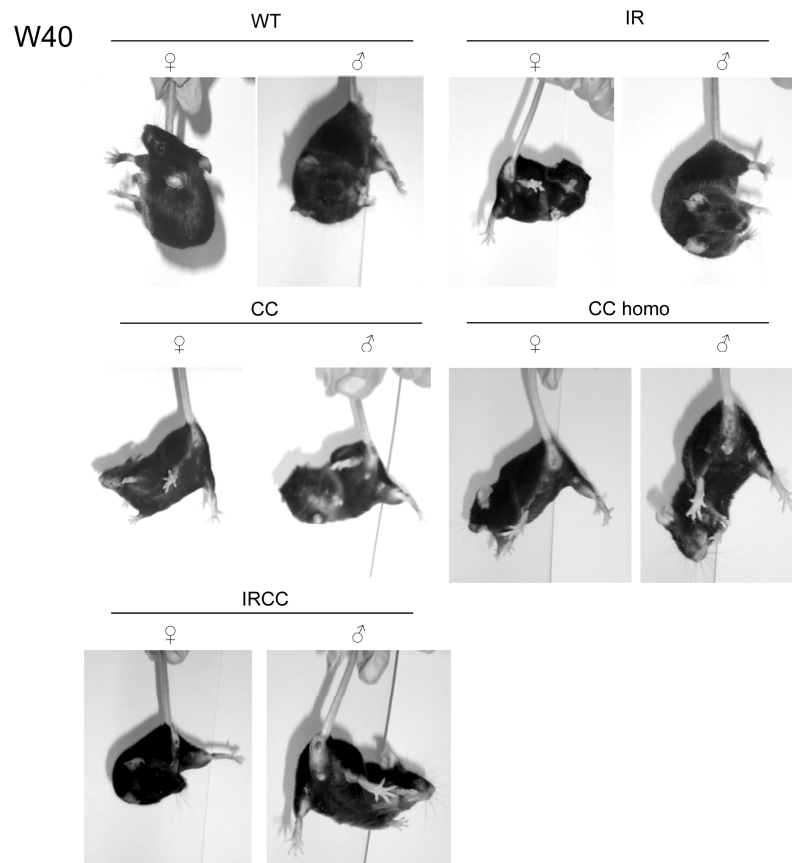 W40
WT
IR
♀ ♂ ♀ ♂
CC
CC homo
♀ ♂ ♀ ♂
IRCC
♀ ♂